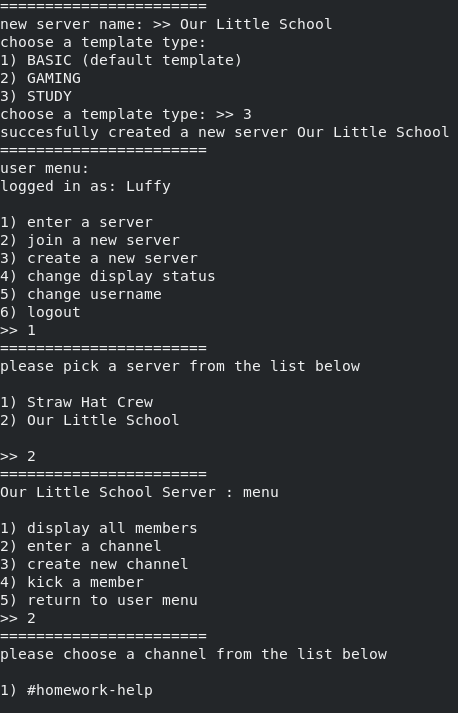 =======================
new server name: >> Our Little School
choose a template type:
1) BASIC (default template)
2) GAMING
3) STUDY
choose a template type: >> 3
succesfully created a new server Our Little School
=======================
user menu:
logged in as: Luffy
1) enter a server
2) join a new server
3) create a new server
4) change display status
5) change username
6) logout
>> 1
=======================
please pick a server from the list below
1) Straw Hat Crew
2) Our Little School
>> 2
=======================
Our Little School Server : menu
1) display all members
2) enter a channel
3) create new channel
4) kick a member
5) return to user menu
>> 2
=======================
please choose a channel from the list below
1) #homework-help